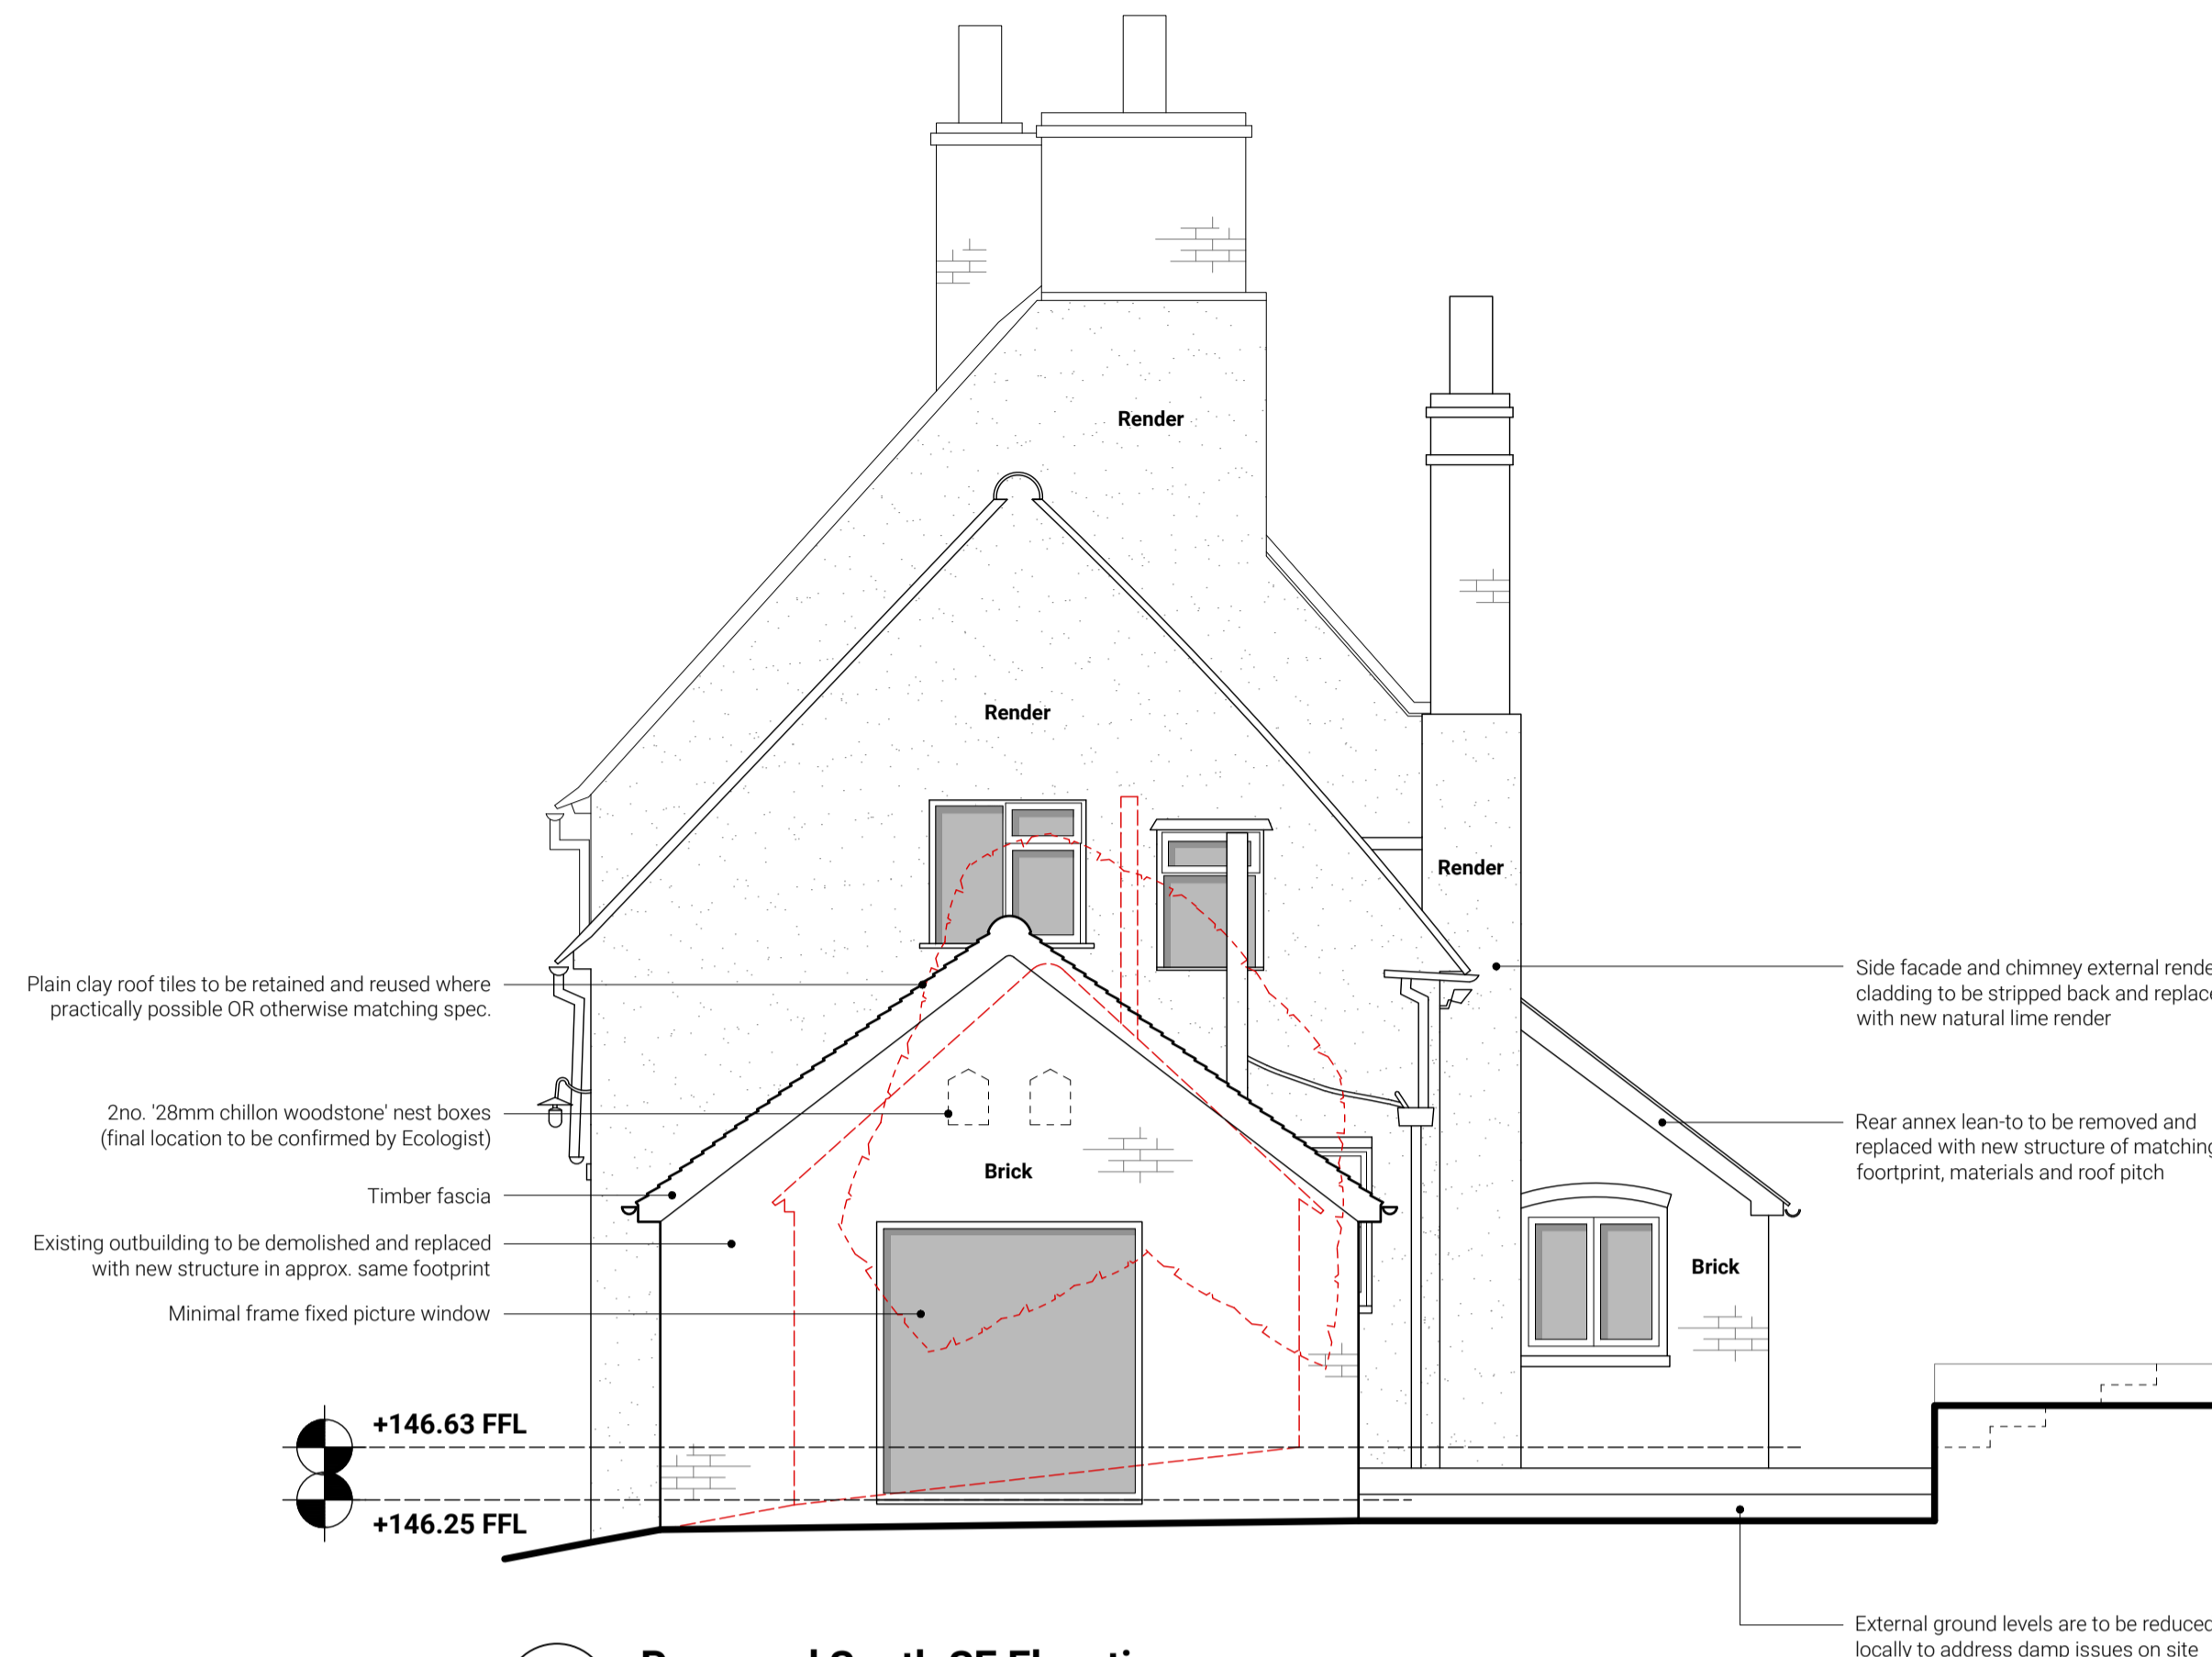 Render
Render
Render
Plain clay roof tiles to be retained and reused where
practically possible OR otherwise matching spec.
2no. '28mm chillon woodstone' nest boxes
(final location to be confirmed by Ecologist)
Timber fascia
Existing outbuilding to be demolished and replaced
with new structure in approx. same footprint
Minimal frame fixed picture window
Brick
Brick
Side facade and chimney external rende
cladding to be stripped back and replac
with new natural lime render
Rear annex lean-to to be removed and
replaced with new structure of matching
foortprint, materials and roof pitch
+146.63 FFL
+146.25 FFL
External ground levels are to be reduced
locally to address damp issues on site